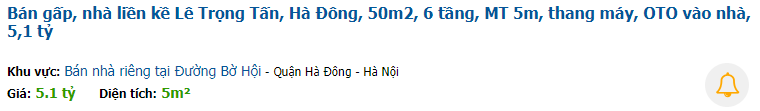 Bán gấp, nhà liền kề Lê Trọng Tấn, Hà Đông, 50m2, 6 tầng, MT 5m, thang máy, OTO vào nhà,
5,1 tỷ
Khu vực: Bán nhà riêng tại Đường Bờ Hội - Quận Hà Đông - Hà Nội
Giá: 5.1 tỷ Diện tích: 5m²